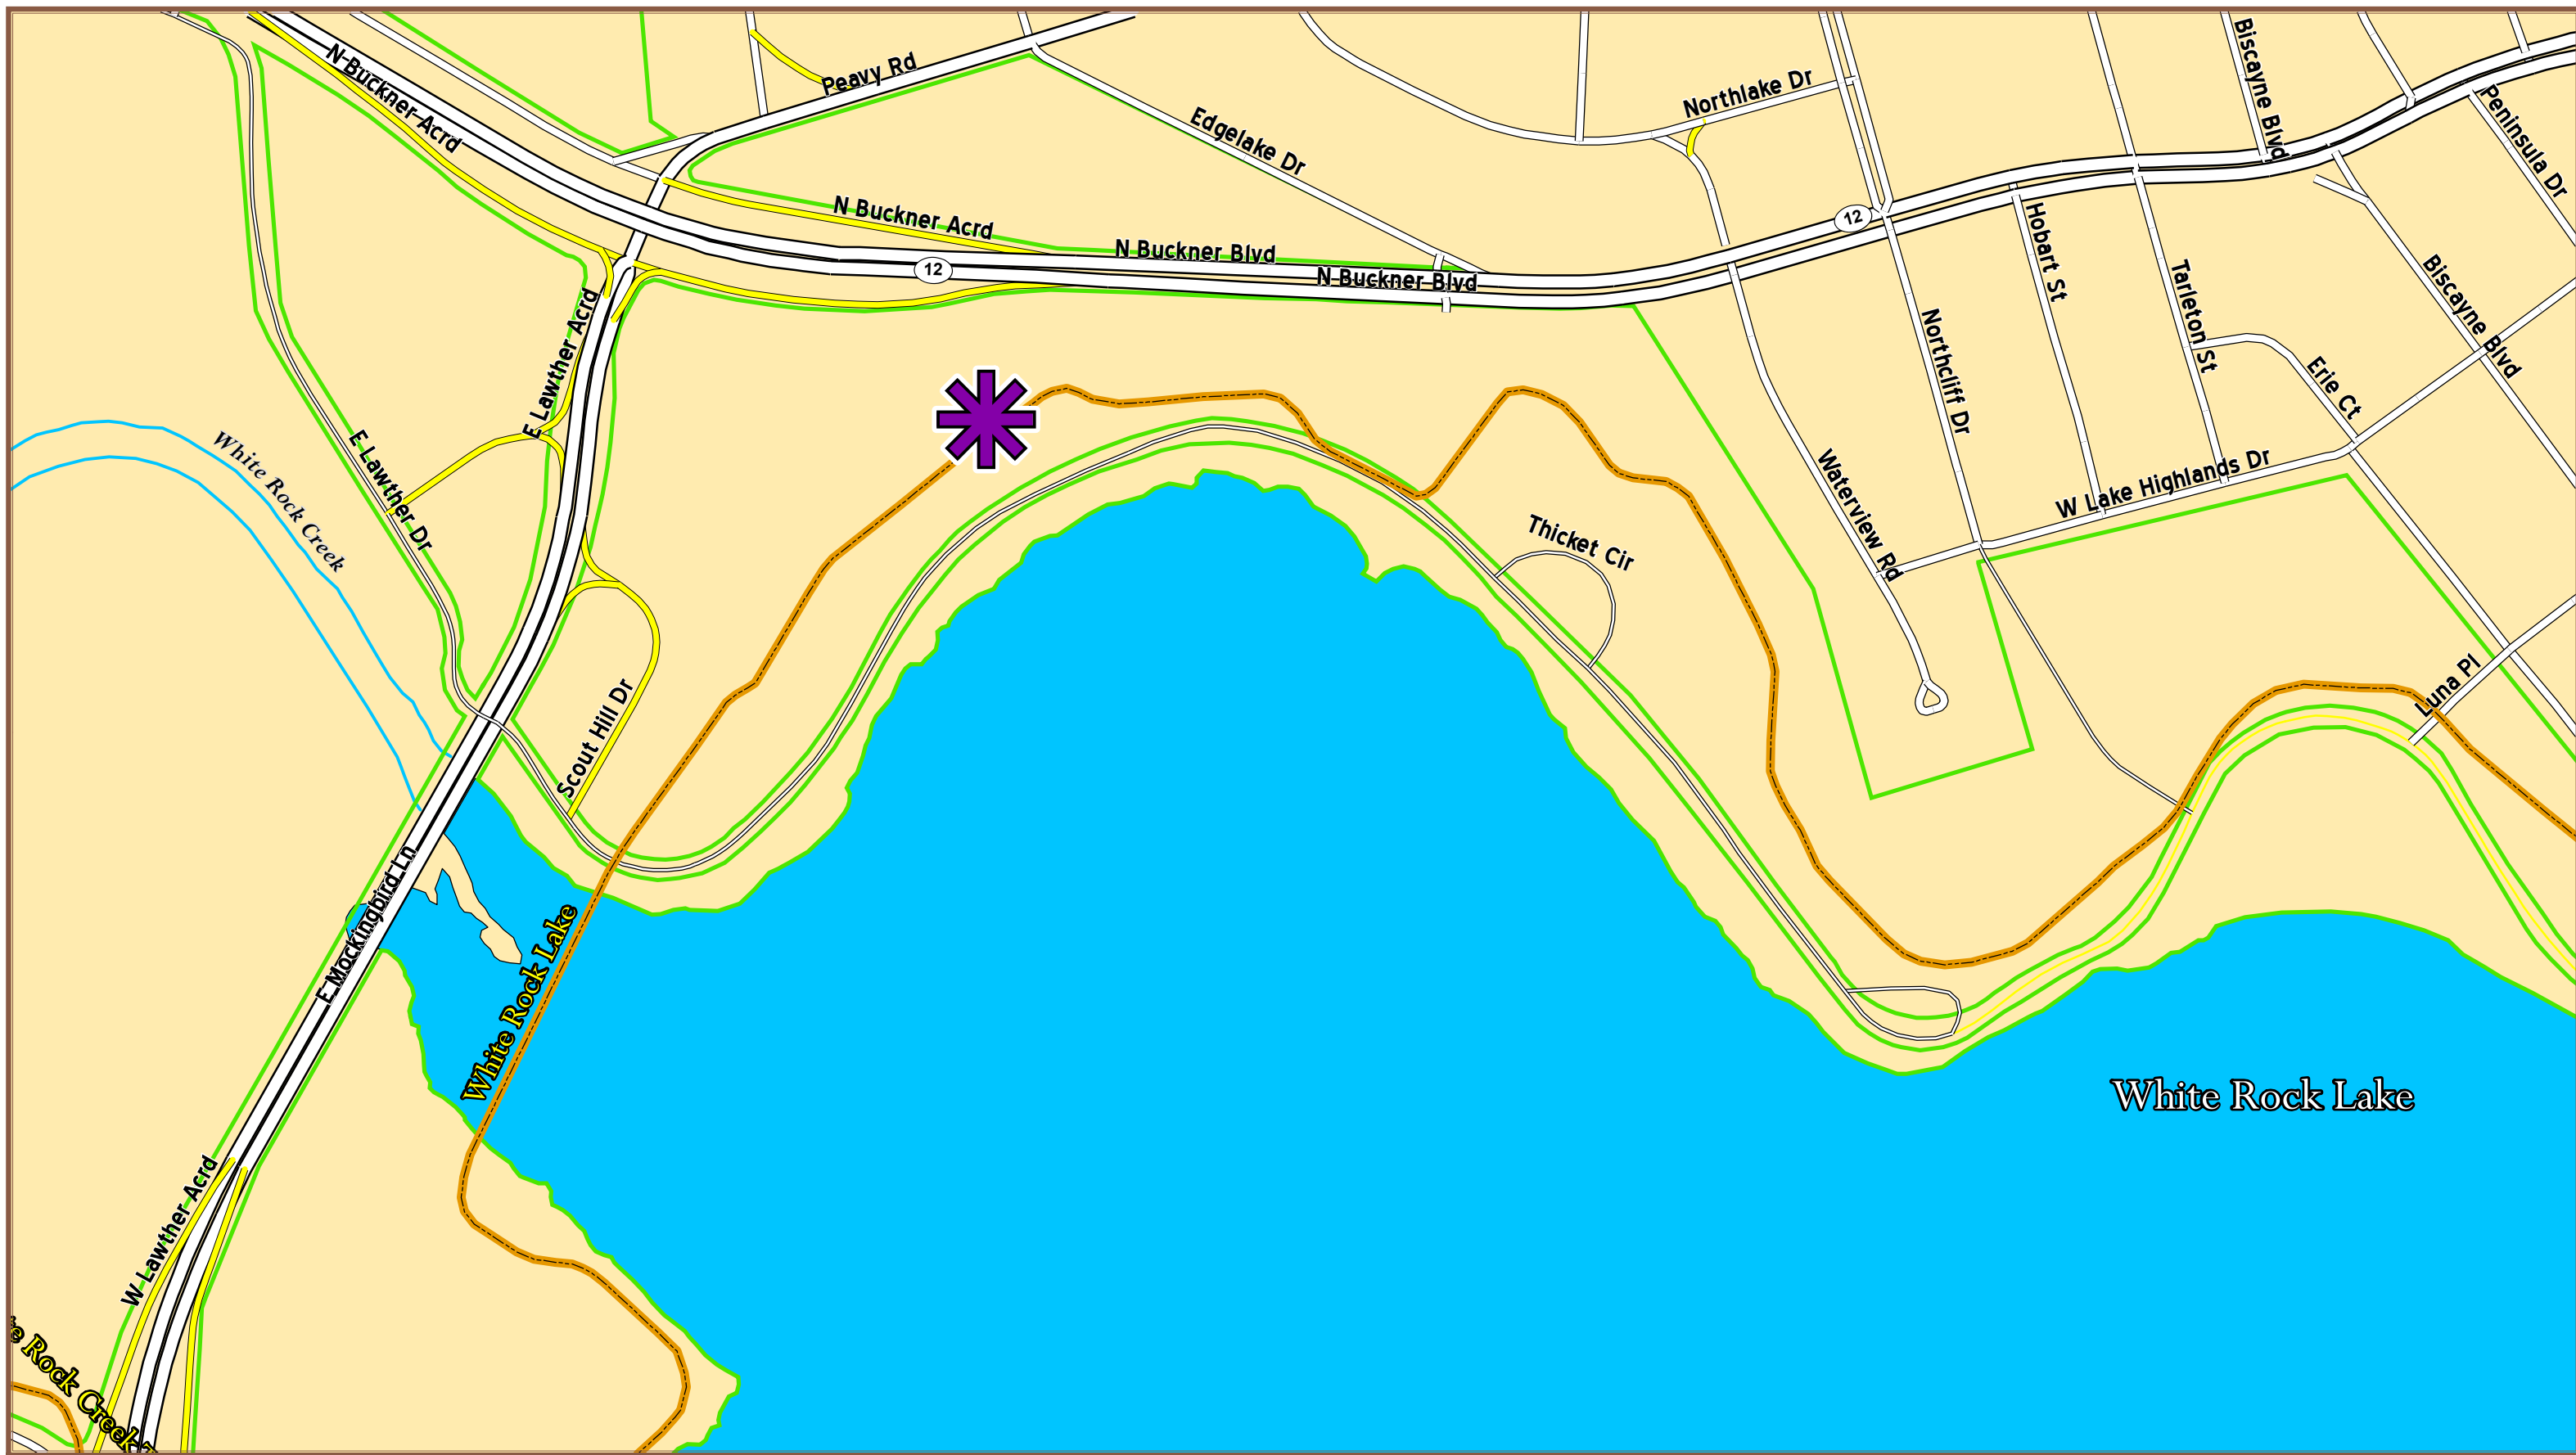 N Buckner Acrd
Peavy Rd
Edgelake Dr
Northlake Dr
Biscayne Blvd
Peninsula Dr
N Buckner Acrd
N Buckner Blvd
12
N Buckner Blvd
12
Hobart St
Tarleton St
Biscayne Blvd
Northcliff Dr
Erie Ct
E Lawther Acrd
White Rock Creek
E Lawther Dr
Waterview Rd
W Lake Highlands Dr
Thicket Cir
Scout Hill Dr
Luna Pl
E Mockingbird Ln
White Rock Lake
White Rock Lake
W Lawther Acrd
te Rock Creek T